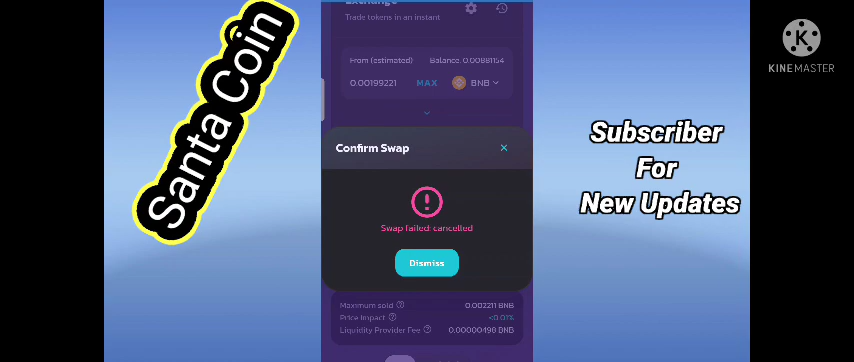 Santa Coin
Exchange
Trade tokens in an instant
From (estimated) Balance: 0.00881154
0.00199221 MAX BNB
Confirm Swap
Swap failed: cancelled
Dismiss
Maximum sold 0.002211 BNB
Price Impact <0.01%
Liquidity Provider Fee 0.00000498 BNB
Subscriber
For
New Updates
K
KINEMASTER